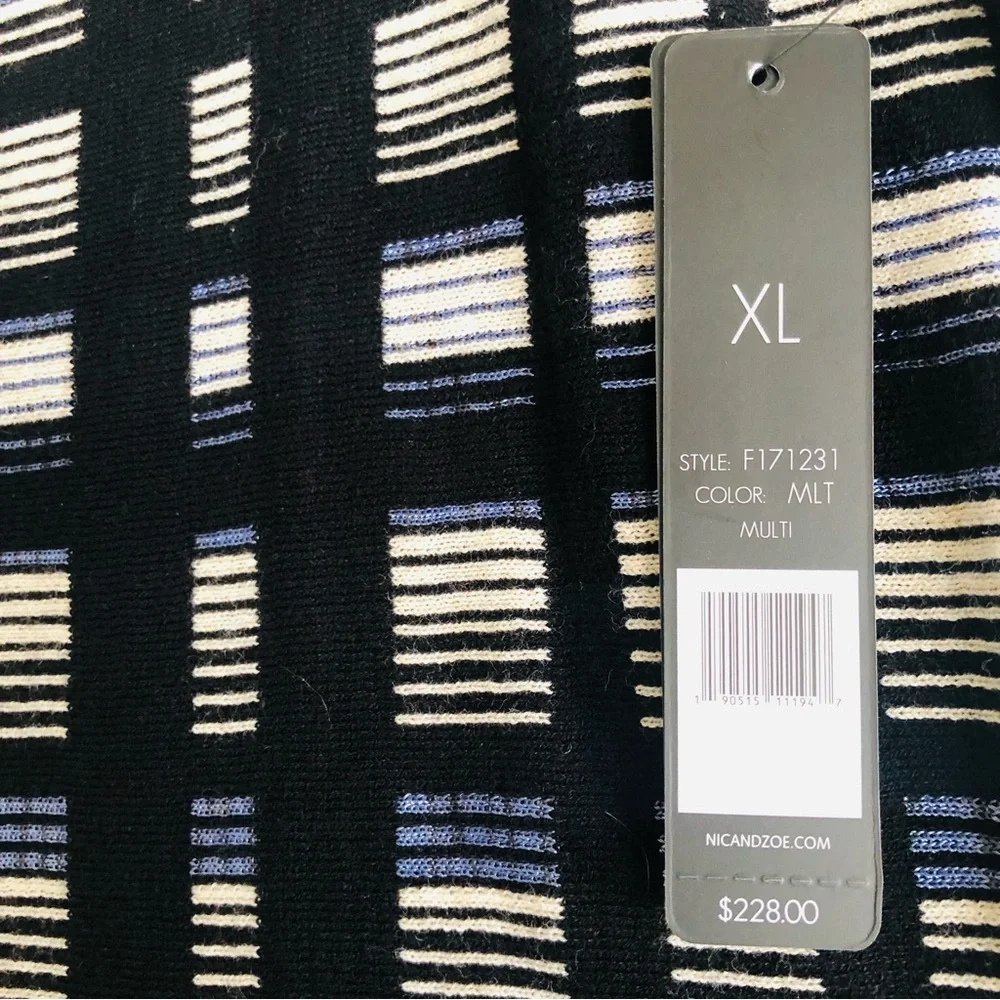 XL
STYLE: F171231
COLOR: MLT
MULTI
1 90515 11194 7
NICANDZOE.COM
$228.00